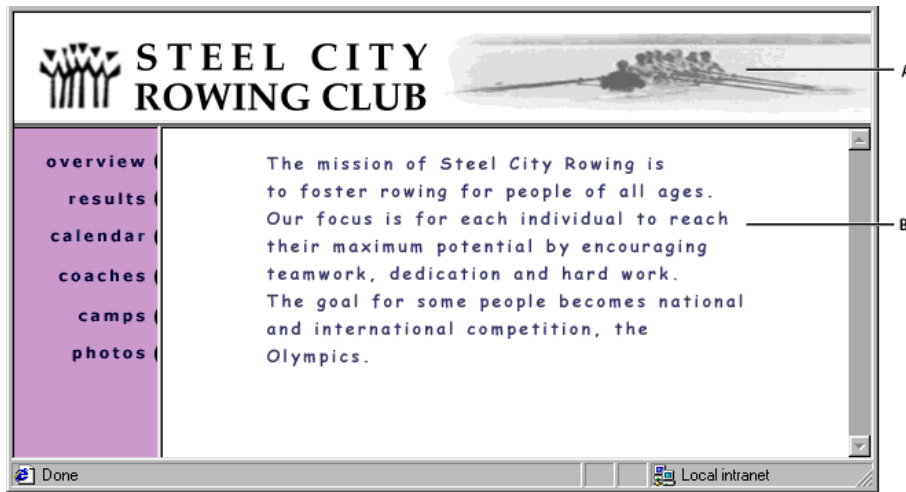 STEEL CITY
ROWING CLUB
A
overview
results
calendar
coaches
camps
photos
The mission of Steel City Rowing is
to foster rowing for people of all ages.
Our focus is for each individual to reach
their maximum potential by encouraging
teamwork, dedication and hard work.
The goal for some people becomes national
and international competition, the
Olympics.
B
Done
Local intranet